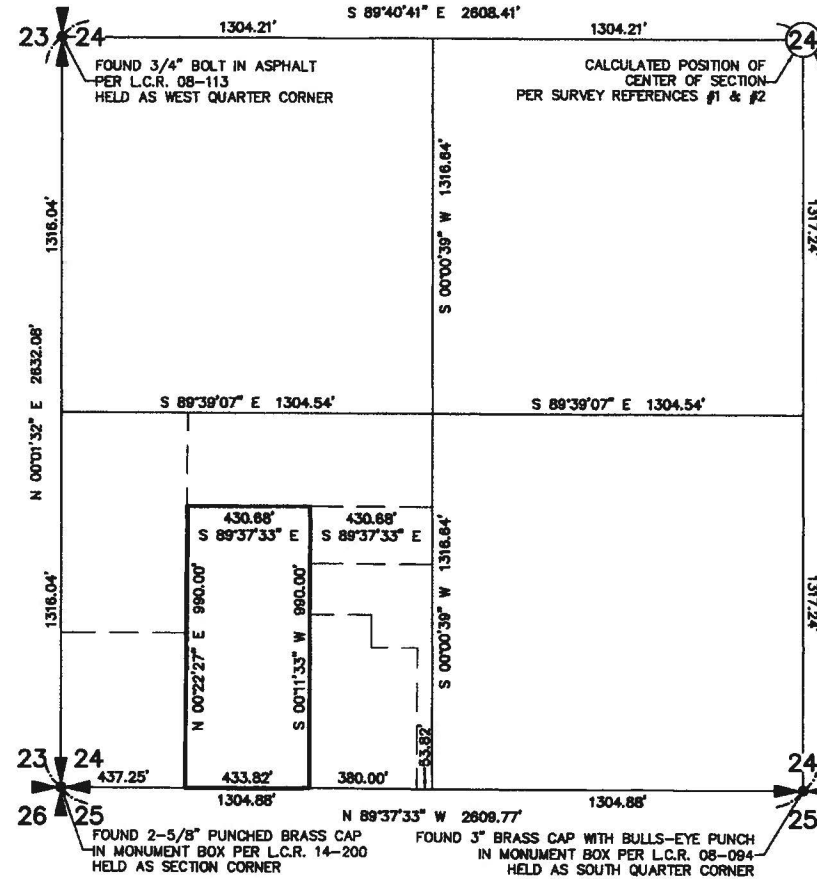 S 89°40'41" E 2608.41'
1304.21'
1304.21'
23 24
24
FOUND 3/4" BOLT IN ASPHALT
PER L.C.R. 08-113
HELD AS WEST QUARTER CORNER
CALCULATED POSITION OF
CENTER OF SECTION
PER SURVEY REFERENCES #1 & #2
1316.04'
S 00°00'39" W 1316.64'
1317.24'
N 00°01'32" E 2632.08'
S 89°39'07" E 1304.54'
S 89°39'07" E 1304.54'
430.68'
S 89°37'33" E
430.68'
S 89°37'33" E
1316.04'
N 00°22'27" E 990.00'
S 00°11'33" W 990.00'
S 00°00'39" W 1316.64'
1317.24'
63.82'
23 24
24
437.25'
433.82'
380.00'
1304.88'
1304.88'
N 89°37'33" W 2609.77'
26 25
25
FOUND 2-5/8" PUNCHED BRASS CAP
IN MONUMENT BOX PER L.C.R. 14-200
HELD AS SECTION CORNER
FOUND 3" BRASS CAP WITH BULLS-EYE PUNCH
IN MONUMENT BOX PER L.C.R. 08-094
HELD AS SOUTH QUARTER CORNER